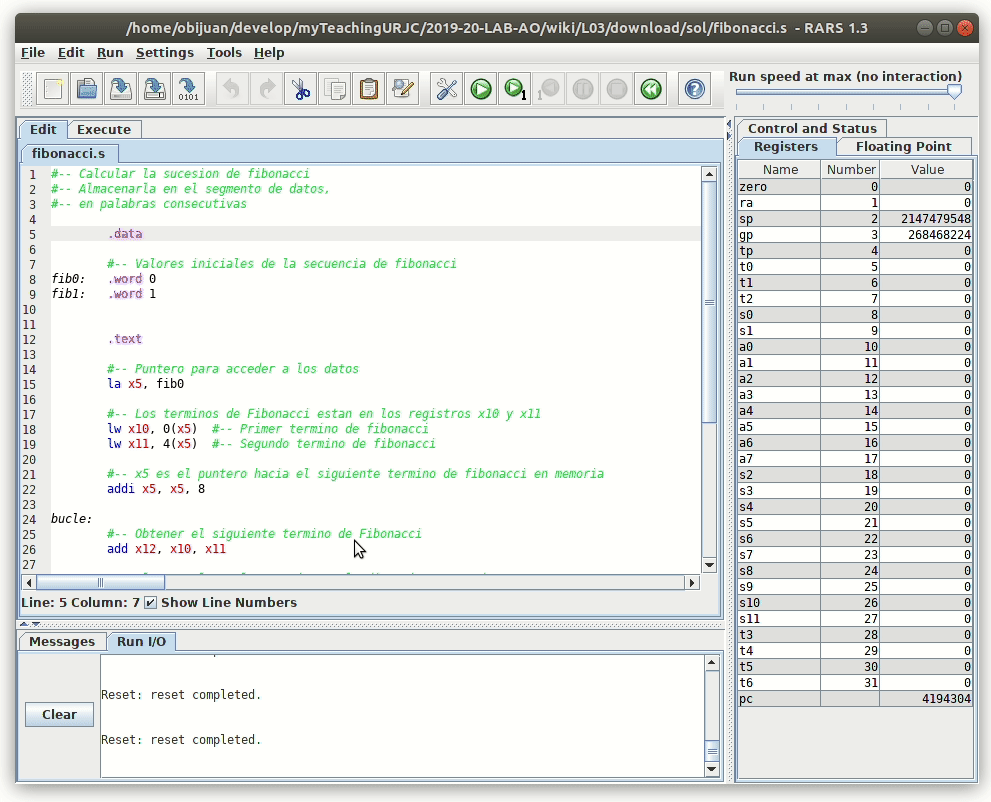 /home/obijuan/develop/myTeachingURJC/2019-20-LAB-AO/wiki/L03/download/sol/fibonacci.s - RARS 1.3
File Edit Run Settings Tools Help
0101
1
1
Run speed at max (no interaction)
Edit Execute
fibonacci.s
1 #-- Calcular la sucesion de fibonacci
2 #-- Almacenarla en el segmento de datos,
3 #-- en palabras consecutivas
4
5 .data
6
7 #-- Valores iniciales de la secuencia de fibonacci
8 fib0: .word 0
9 fib1: .word 1
10
11
12 .text
13
14 #-- Puntero para acceder a los datos
15 la x5, fib0
16
17 #-- Los terminos de Fibonacci estan en los registros x10 y x11
18 lw x10, 0(x5) #-- Primer termino de fibonacci
19 lw x11, 4(x5) #-- Segundo termino de fibonacci
20
21 #-- x5 es el puntero hacia el siguiente termino de fibonacci en memoria
22 addi x5, x5, 8
23
24 bucle:
25 #-- Obtener el siguiente termino de Fibonacci
26 add x12, x10, x11
27
Line: 5 Column: 7 Show Line Numbers
Messages Run I/O
Clear
Reset: reset completed.
Reset: reset completed.
Control and Status
Registers Floating Point
Name Number Value
zero 0 0
ra 1 0
sp 2 2147479548
gp 3 268468224
tp 4 0
t0 5 0
t1 6 0
t2 7 0
s0 8 0
s1 9 0
a0 10 0
a1 11 0
a2 12 0
a3 13 0
a4 14 0
a5 15 0
a6 16 0
a7 17 0
s2 18 0
s3 19 0
s4 20 0
s5 21 0
s6 22 0
s7 23 0
s8 24 0
s9 25 0
s10 26 0
s11 27 0
t3 28 0
t4 29 0
t5 30 0
t6 31 0
pc 4194304